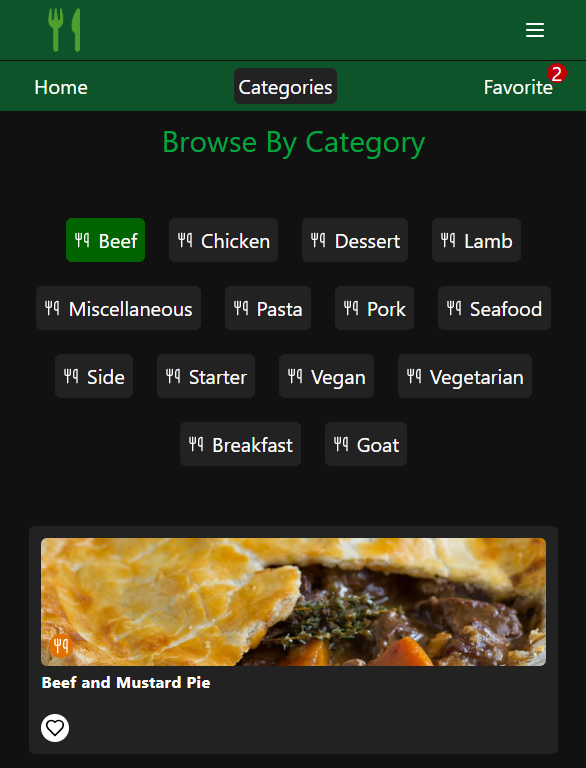 Home Categories Favorite 2
Browse By Category
Beef Chicken Dessert Lamb
Miscellaneous Pasta Pork Seafood
Side Starter Vegan Vegetarian
Breakfast Goat
Beef and Mustard Pie